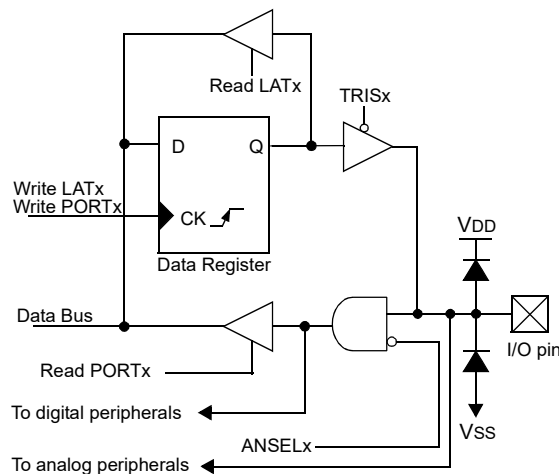 Read LATx
TRISx
D
Q
Write LATx
Write PORTx
CK
Data Register
VDD
Data Bus
I/O pin
Read PORTx
To digital peripherals
VSS
ANSELx
To analog peripherals